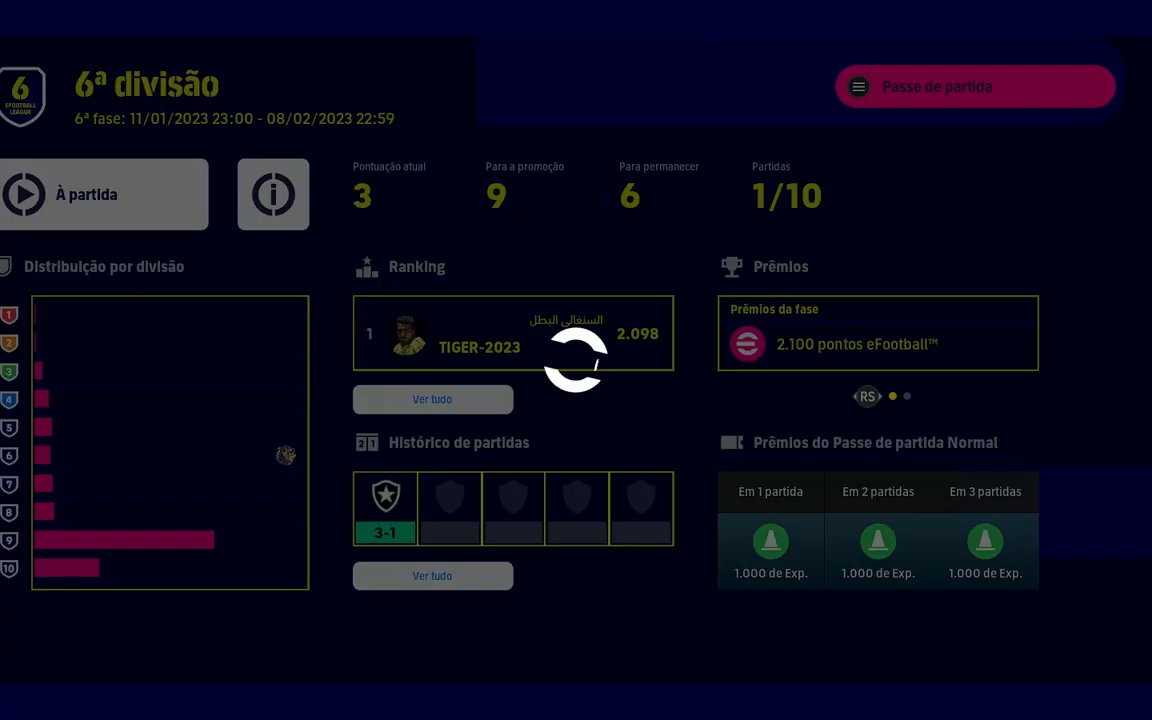 6
EFOOTBALL
LEAGUE
6ª divisão
6ª fase: 11/01/2023 23:00 - 08/02/2023 22:59
Passe de partida
À partida
Pontuação atual
3
Para a promoção
9
Para permanecer
6
Partidas
1/10
Distribuição por divisão
1
2
3
4
5
6
7
8
9
10
Ranking
1
السنغالي البطل
TIGER-2023
2.098
Ver tudo
Histórico de partidas
3-1
Ver tudo
Prêmios
Prêmios da fase
2.100 pontos eFootball™
RS
Prêmios do Passe de partida Normal
Em 1 partida
Em 2 partidas
Em 3 partidas
1.000 de Exp.
1.000 de Exp.
1.000 de Exp.